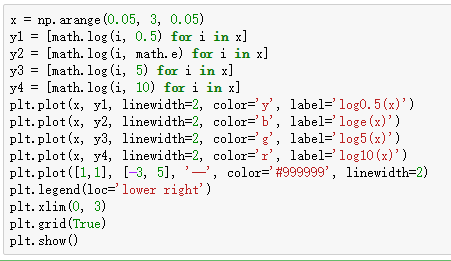 x = np.arange(0.05, 3, 0.05)
y1 = [math.log(i, 0.5) for i in x]
y2 = [math.log(i, math.e) for i in x]
y3 = [math.log(i, 5) for i in x]
y4 = [math.log(i, 10) for i in x]
plt.plot(x, y1, linewidth=2, color='y', label='log0.5(x)')
plt.plot(x, y2, linewidth=2, color='b', label='loge(x)')
plt.plot(x, y3, linewidth=2, color='g', label='log5(x)')
plt.plot(x, y4, linewidth=2, color='r', label='log10(x)')
plt.plot([1,1], [-3, 5], '--', color='#999999', linewidth=2)
plt.legend(loc='lower right')
plt.xlim(0, 3)
plt.grid(True)
plt.show()